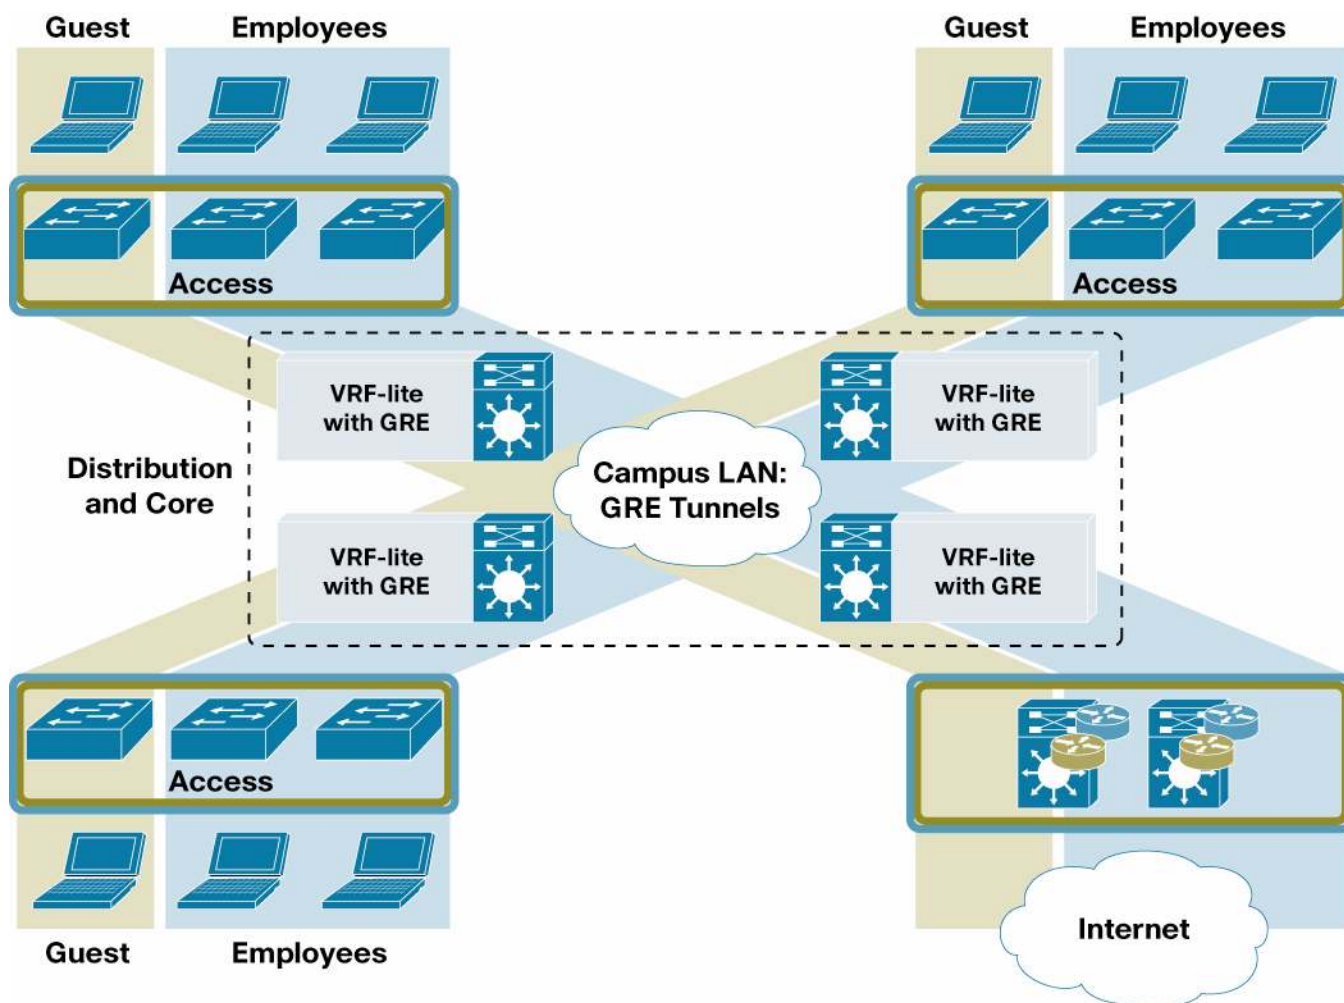 Guest
Employees
Guest
Employees
Access
Access
VRF-lite
with GRE
VRF-lite
with GRE
Distribution
and Core
Campus LAN:
GRE Tunnels
VRF-lite
with GRE
VRF-lite
with GRE
Access
Guest
Employees
Internet